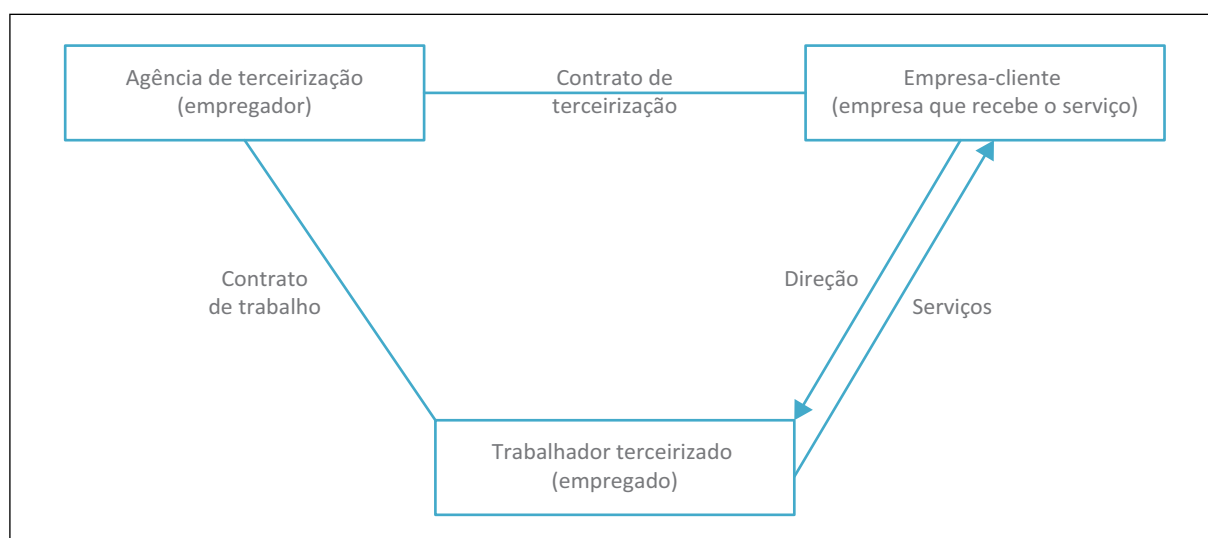 Agência de terceirização
(empregador)
Contrato de
terceirização
Empresa-cliente
(empresa que recebe o serviço)
Contrato
de trabalho
Direção
Serviços
Trabalhador terceirizado
(empregado)